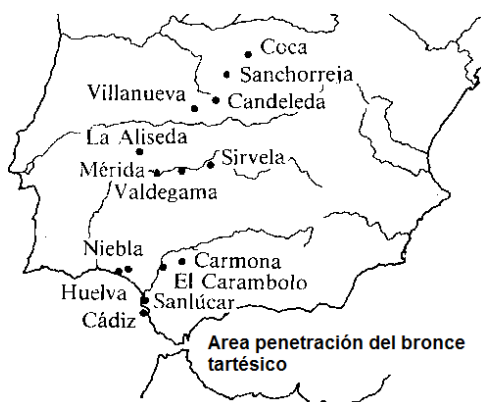 Coca
Sanchorreja
Villanueva
Candeleda
La Aliseda
Sirvela
Mérida
Valdegama
Niebla
Carmona
El Carambolo
Huelva
Sanlúcar
Cádiz
Area penetración del bronce
tartésico